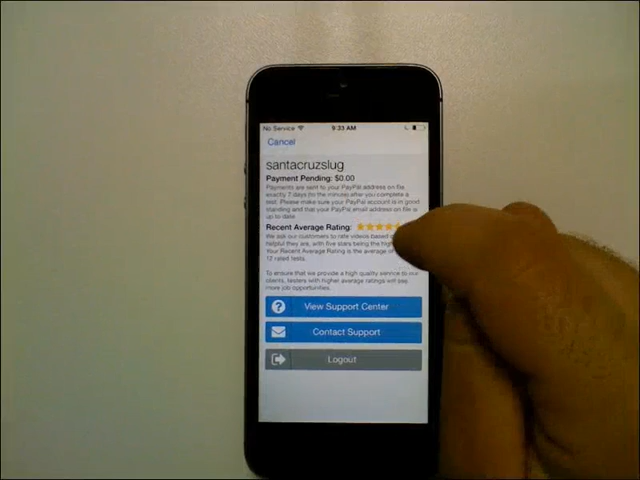 No Service 9:33 AM
Cancel
santacruzslug
Payment Pending: $0.00
Payments are sent to your PayPal address on file
exactly 7 days (to the minute) after you complete a
test. Please make sure your PayPal account is in good
standing and that your PayPal email address on file is
up to date.
Recent Average Rating:
We ask our customers to rate videos based
helpful they are, with five stars being the
Your Recent Average Rating is the average of
12 rated tests.
To ensure that we provide a high quality service to our
clients, testers with higher average ratings will see
more job opportunities.
View Support Center
Contact Support
Logout